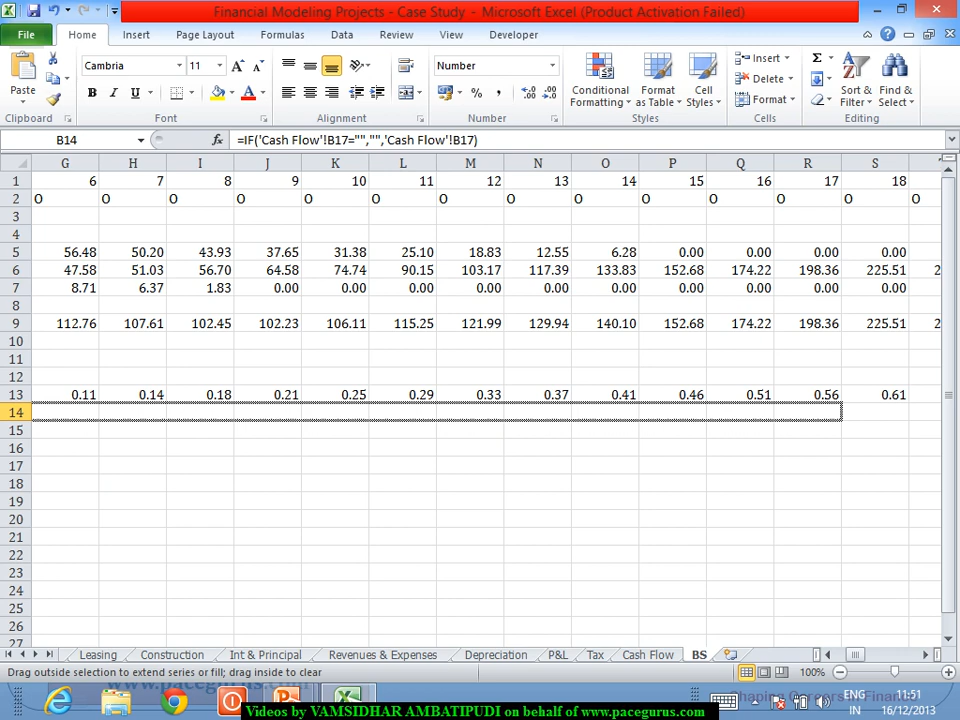 Financial Modeling Projects - Case Study - Microsoft Excel (Product Activation Failed)
File Home Insert Page Layout Formulas Data Review View Developer
Paste Cambria 11 A A Number Conditional Formatting Format as Table Cell Styles Insert Delete Format Sort & Filter Find & Select
B I U A
Clipboard Font Alignment Number Styles Cells Editing
B14 fx =IF('Cash Flow'!B17="","",'Cash Flow'!B17)
G H I J K L M N O P Q R S
1 6 7 8 9 10 11 12 13 14 15 16 17 18
2 O O O O O O O O O O O O O O
3
4
5 56.48 50.20 43.93 37.65 31.38 25.10 18.83 12.55 6.28 0.00 0.00 0.00 0.00
6 47.58 51.03 56.70 64.58 74.74 90.15 103.17 117.39 133.83 152.68 174.22 198.36 225.51 2
7 8.71 6.37 1.83 0.00 0.00 0.00 0.00 0.00 0.00 0.00 0.00 0.00 0.00
8
9 112.76 107.61 102.45 102.23 106.11 115.25 121.99 129.94 140.10 152.68 174.22 198.36 225.51 2
10
11
12
13 0.11 0.14 0.18 0.21 0.25 0.29 0.33 0.37 0.41 0.46 0.51 0.56 0.61
14
15
16
17
18
19
20
21
22
23
24
25
26
27
Leasing Construction Int & Principal Revenues & Expenses Depreciation P&L Tax Cash Flow BS
Drag outside selection to extend series or fill; drag inside to clear 100%
www.pacegurus.com
ENG 11:51
IN 16/12/2013
Videos by VAMSIDHAR AMBATIPUDI on behalf of www.pacegurus.com